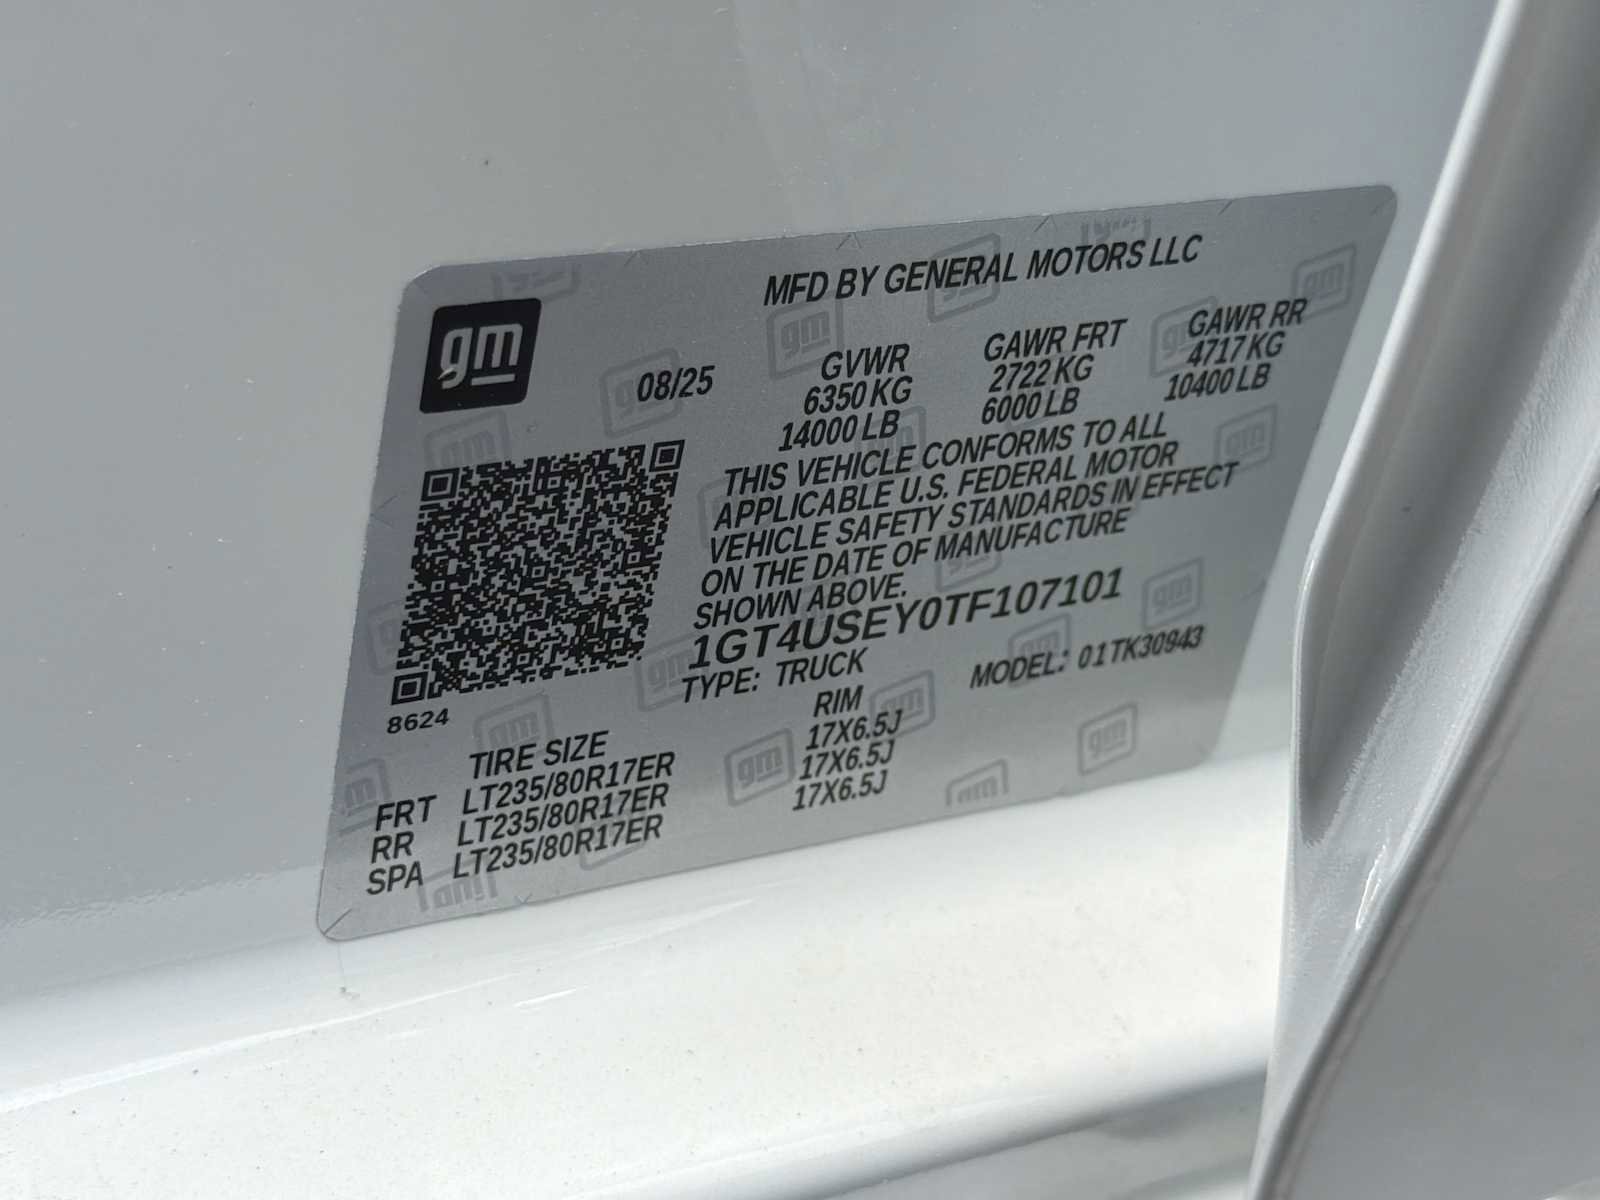 gm
MFD BY GENERAL MOTORS LLC
08/25
GVWR
6350 KG
14000 LB
GAWR FRT
2722 KG
6000 LB
GAWR RR
4717 KG
10400 LB
THIS VEHICLE CONFORMS TO ALL
APPLICABLE U.S. FEDERAL MOTOR
VEHICLE SAFETY STANDARDS IN EFFECT
ON THE DATE OF MANUFACTURE
SHOWN ABOVE.
1GT4USEY0TF107101
TYPE: TRUCK MODEL: 01TK30943
8624
TIRE SIZE RIM
FRT LT235/80R17ER 17X6.5J
RR LT235/80R17ER 17X6.5J
SPA LT235/80R17ER 17X6.5J